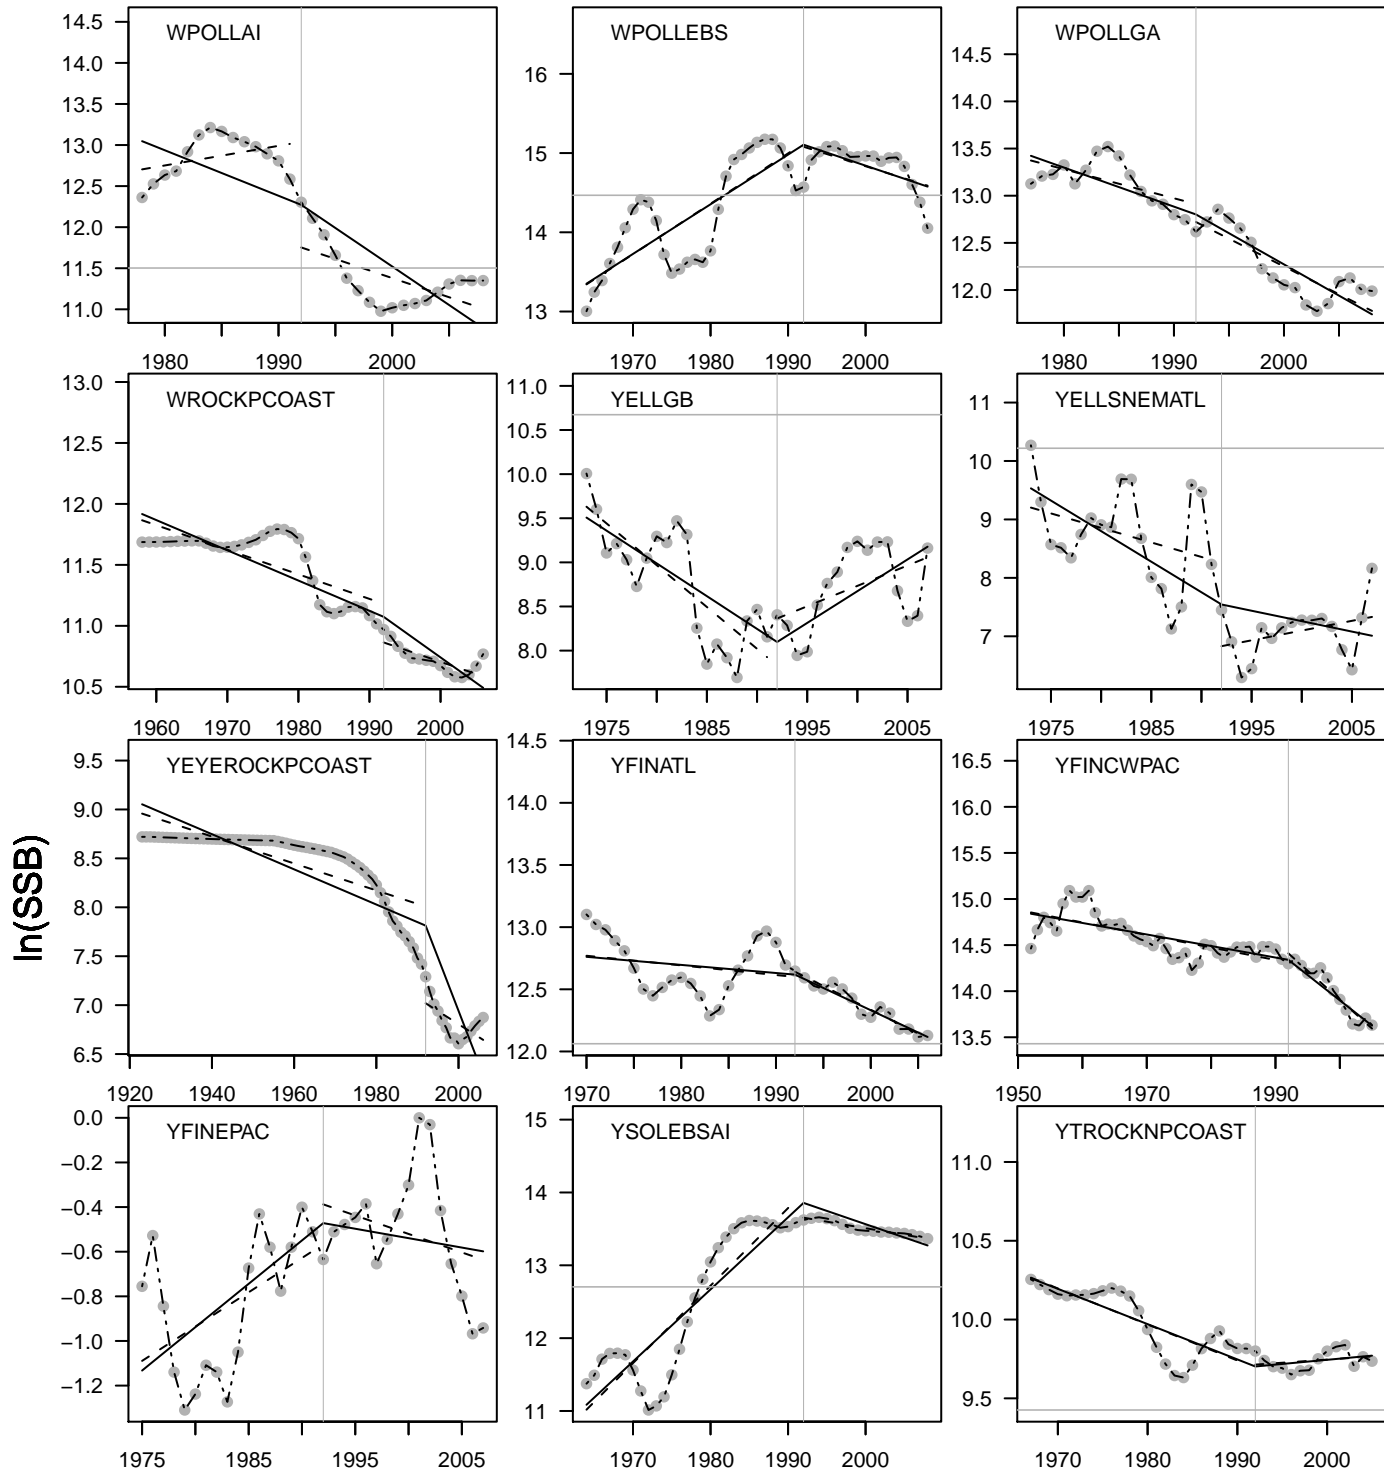 ln(SSB)
WPOLLAI
14.5
14.0
13.5
13.0
12.5
12.0
11.5
11.0
1980 1990 2000
WPOLLEBS
16
15
14
13
1970 1980 1990 2000
WPOLLGA
14.5
14.0
13.5
13.0
12.5
12.0
1980 1990 2000
WROCKPCOAST
13.0
12.5
12.0
11.5
11.0
10.5
1960 1970 1980 1990 2000
YELLGB
11.0
10.5
10.0
9.5
9.0
8.5
8.0
1975 1985 1995 2005
YELLSNEMATL
11
10
9
8
7
1975 1985 1995 2005
YEYEROCKPCOAST
9.5
9.0
8.5
8.0
7.5
7.0
6.5
1920 1940 1960 1980 2000
YFINATL
14.5
14.0
13.5
13.0
12.5
12.0
1970 1980 1990 2000
YFINCWPAC
16.5
16.0
15.5
15.0
14.5
14.0
13.5
1950 1970 1990
YFINEPAC
0.0
−0.2
−0.4
−0.6
−0.8
−1.0
−1.2
1975 1985 1995 2005
YSOLEBSAI
15
14
13
12
11
1970 1980 1990 2000
YTROCKNPCOAST
11.0
10.5
10.0
9.5
1970 1980 1990 2000